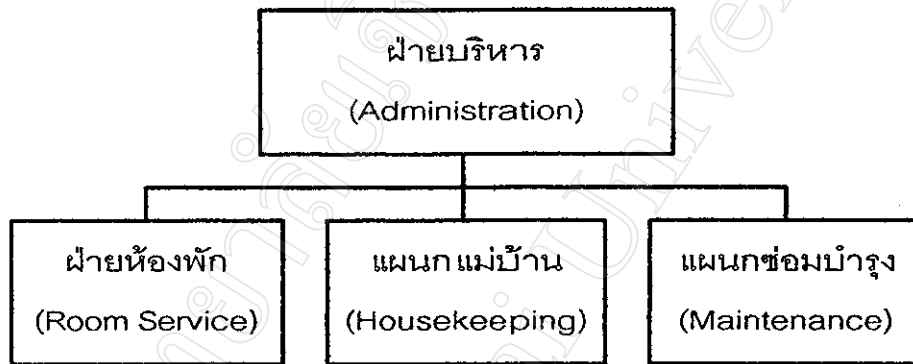 ฝ่ายบริหาร
(Administration)
ฝ่ายห้องพัก
(Room Service)
แผนกแม่บ้าน
(Housekeeping)
แผนกซ่อมบำรุง
(Maintenance)